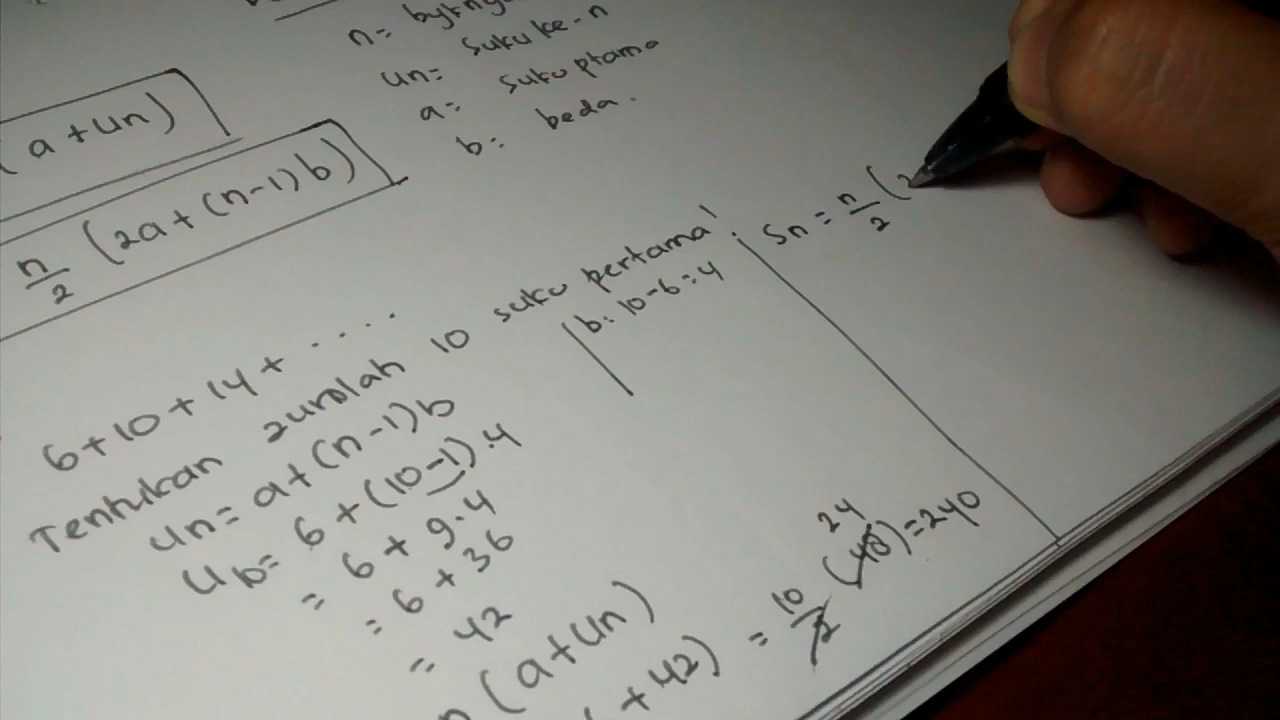 n=
Un= suku ke-n
a= suku ptama
b: beda.
(a+Un)
n/2 (2a+(n-1)b)
6+10+14+....
Tentukan zumlah 10 suku pertama!
Un= a+(n-1)b
U10= 6+(10-1).4
= 6+9.4
= 6+36
= 42
(a+Un)
+42) = 10/2 (48)=240
24
b: 10-6=4
Sn = n/2 (2